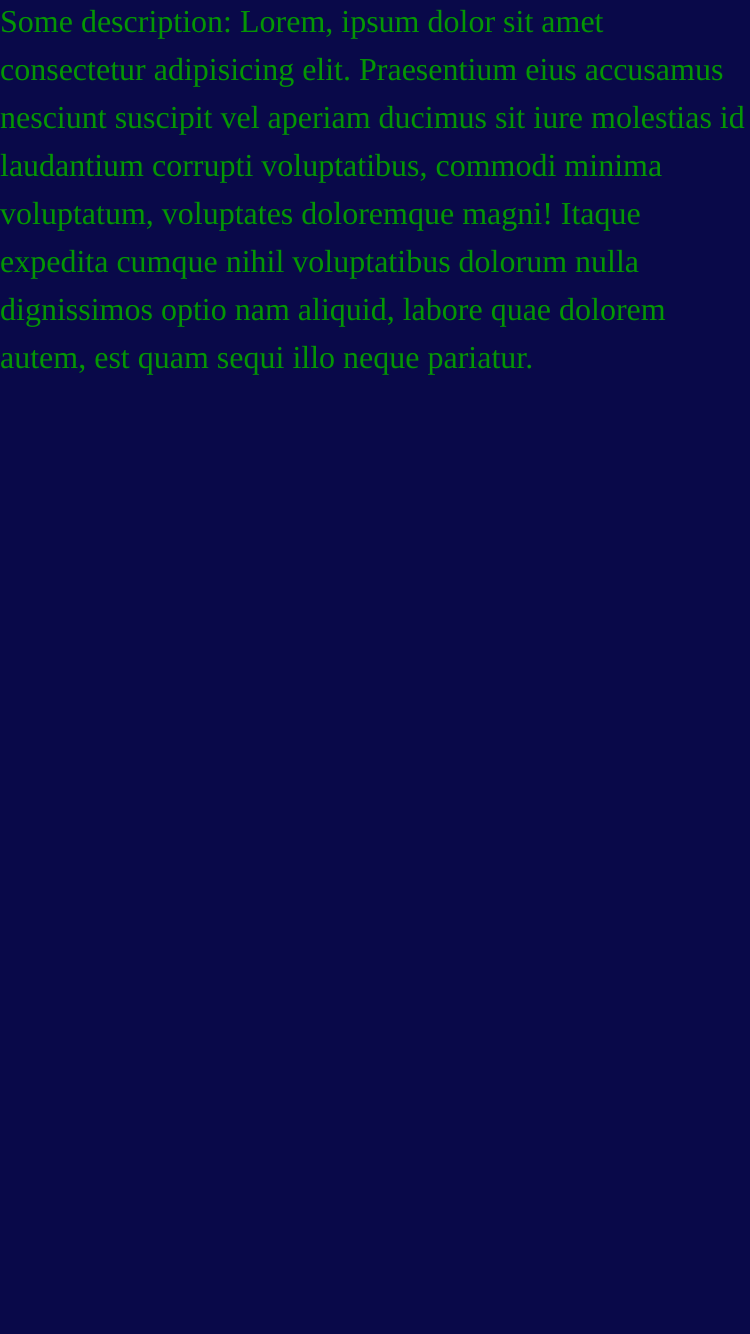 Some description: Lorem, ipsum dolor sit amet
consectetur adipisicing elit. Praesentium eius accusamus
nesciunt suscipit vel aperiam ducimus sit iure molestias id
laudantium corrupti voluptatibus, commodi minima
voluptatum, voluptates doloremque magni! Itaque
expedita cumque nihil voluptatibus dolorum nulla
dignissimos optio nam aliquid, labore quae dolorem
autem, est quam sequi illo neque pariatur.